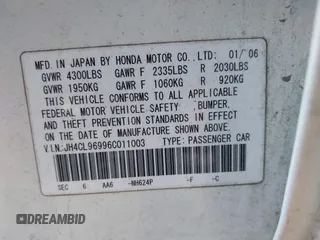 MFD. IN JAPAN BY HONDA MOTOR CO.,LTD: 01/'06
GVWR 4300LBS GAWR F 2335LBS R 2030LBS
GVWR 1950KG GAWR F 1060KG R 920KG
THIS VEHICLE CONFORMS TO ALL APPLICABLE
FEDERAL MOTOR VEHICLE SAFETY ,BUMPER,
AND THEFT PREVENTION STANDARDS IN EFFECT ON
THE DATE OF MANUFACTURE SHOWN ABOVE.
V.I.N.:JH4CL96996C011003 TYPE: PASSENGER CAR
SEC 6 AA6 -NH624P -F -C
DREAMBID